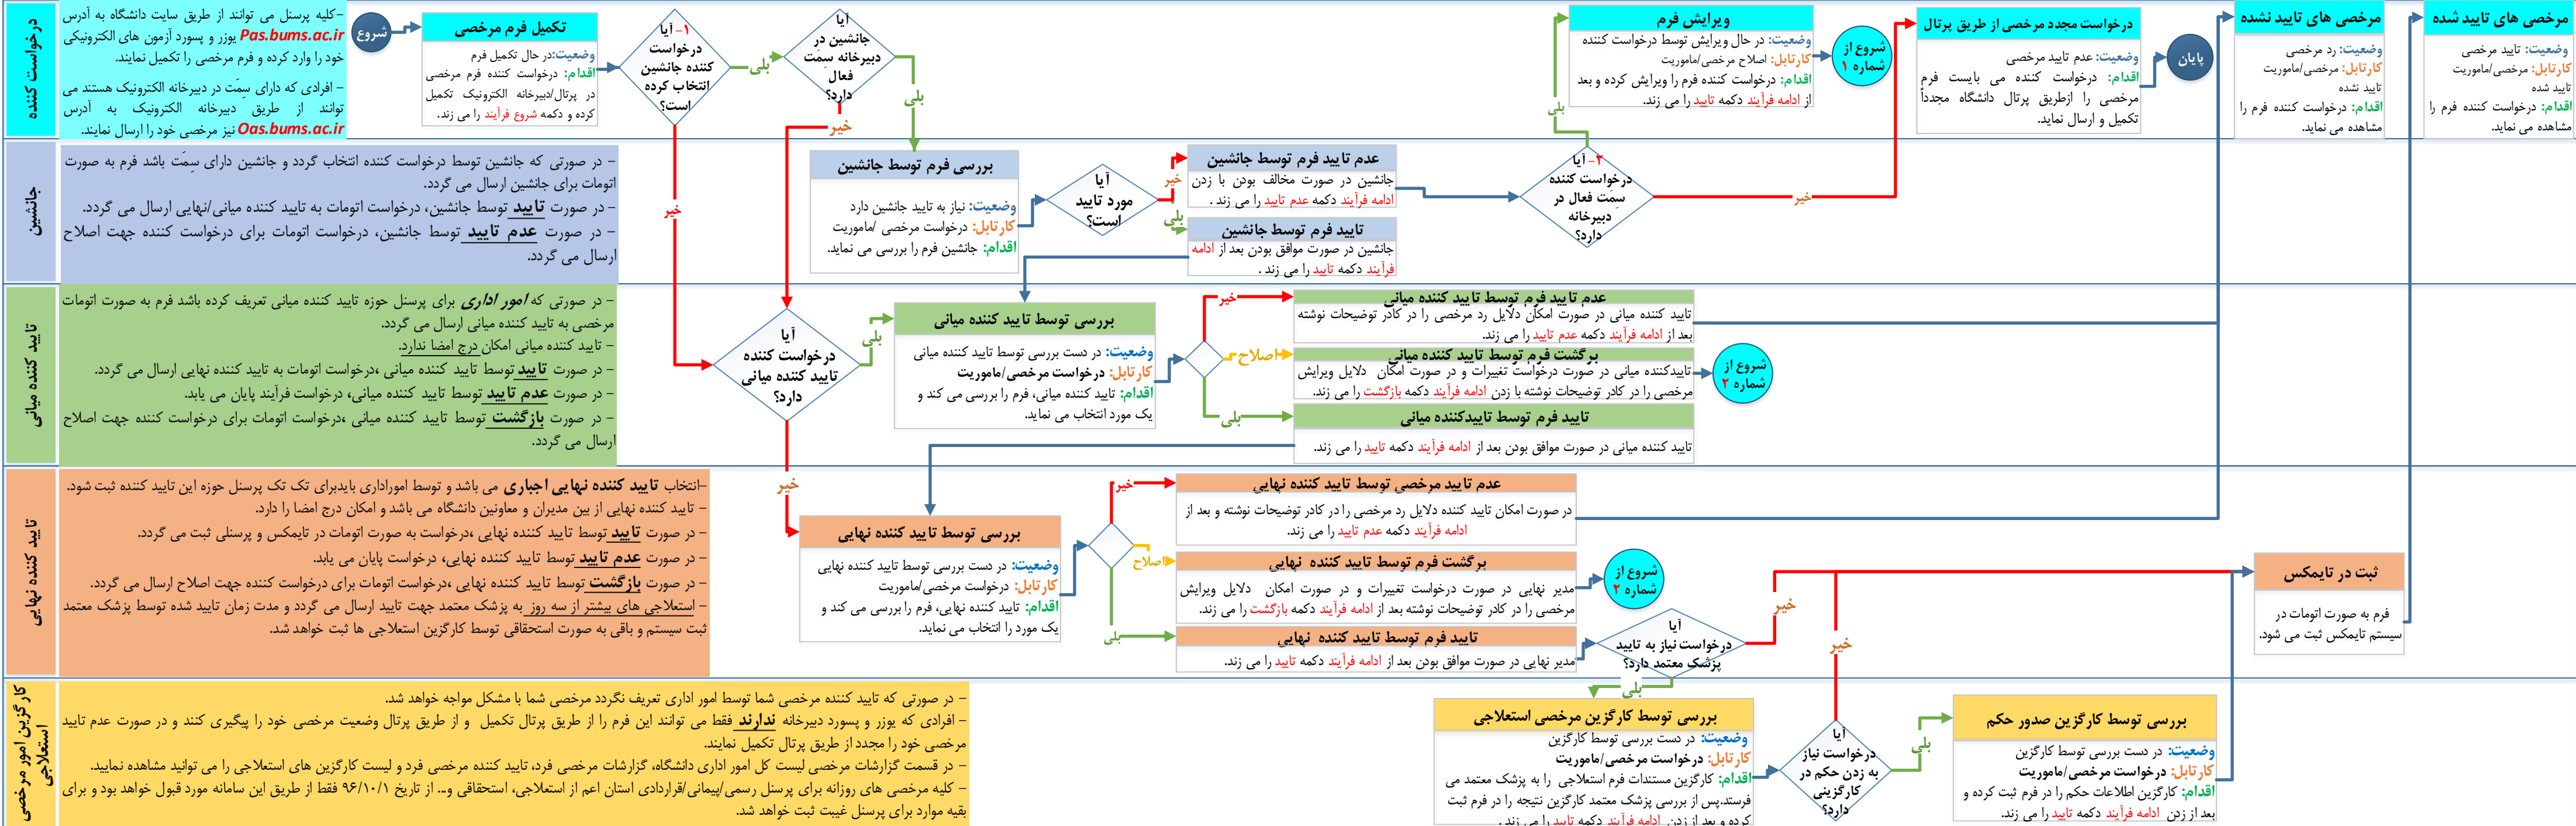 درخواست کننده
-کلیه پرسنل می توانند از طریق سایت دانشگاه به آدرس
Pas.bums.ac.ir یوزر و پسورد آزمون های الکترونیکی
خود را وارد کرده و فرم مرخصی را تکمیل نمایند.
- افرادی که دارای سِمَت در دبیرخانه الکترونیک هستند می
توانند از طریق دبیرخانه الکترونیک به آدرس
Oas.bums.ac.ir نیز مرخصی خود را ارسال نمایند.
شروع
تکمیل فرم مرخصی
وضعیت:در حال تکمیل فرم
اقدام: درخواست کننده فرم مرخصی
در پرتال/دبیرخانه الکترونیک تکمیل
کرده و دکمه شروع فرآیند را می زند.
۱- آیا
درخواست
کننده جانشین
انتخاب کرده
است؟
بلی
خیر
آیا
جانشین در
دبیرخانه سِمَت
فعال
دارد؟
بلی
خیر
ویرایش فرم
وضعیت: در حال ویرایش توسط درخواست کننده
کارتابل: اصلاح مرخصی/ماموریت
اقدام: درخواست کننده فرم را ویرایش کرده و بعد
از ادامه فرآیند دکمه تایید را می زند.
شروع از
شماره ۱
درخواست مجدد مرخصی از طریق پرتال
وضعیت: عدم تایید مرخصی
اقدام: درخواست کننده می بایست فرم
مرخصی را ازطریق پرتال دانشگاه مجدداً
تکمیل و ارسال نماید.
پایان
مرخصی های تایید نشده
وضعیت: رد مرخصی
کارتابل: مرخصی/ماموریت
تایید نشده
اقدام: درخواست کننده فرم را
مشاهده می نماید.
مرخصی های تایید شده
وضعیت: تایید مرخصی
کارتابل: مرخصی/ماموریت
تایید شده
اقدام: درخواست کننده فرم را
مشاهده می نماید.
جانشین
- در صورتی که جانشین توسط درخواست کننده انتخاب گردد و جانشین دارای سِمَت باشد فرم به صورت
اتومات برای جانشین ارسال می گردد.
- در صورت تایید توسط جانشین، درخواست اتومات به تایید کننده میانی/نهایی ارسال می گردد.
- در صورت عدم تایید توسط جانشین، درخواست اتومات برای درخواست کننده جهت اصلاح
ارسال می گردد.
بررسی فرم توسط جانشین
وضعیت: نیاز به تایید جانشین دارد
کارتابل: درخواست مرخصی /ماموریت
اقدام: جانشین فرم را بررسی می نماید.
آیا
مورد تایید
است؟
خیر
بلی
عدم تایید فرم توسط جانشین
جانشین در صورت مخالف بودن با زدن
ادامه فرآیند دکمه عدم تایید را می زند .
تایید فرم توسط جانشین
جانشین در صورت موافق بودن بعد از ادامه
فرآیند دکمه تایید را می زند .
۲- آیا
درخواست کننده
سِمَت فعال در
دبیرخانه
دارد؟
بلی
خیر
تایید کننده میانی
- در صورتی که امور اداری برای پرسنل حوزه تایید کننده میانی تعریف کرده باشد فرم به صورت اتومات
مرخصی به تایید کننده میانی ارسال می گردد.
- تایید کننده میانی امکان درج امضا ندارد.
- در صورت تایید توسط تایید کننده میانی ،درخواست اتومات به تایید کننده نهایی ارسال می گردد.
- در صورت عدم تایید توسط تایید کننده میانی، درخواست فرآیند پایان می یابد.
- در صورت بازگشت توسط تایید کننده میانی ،درخواست اتومات برای درخواست کننده جهت اصلاح
ارسال می گردد.
آیا
درخواست کننده
تایید کننده میانی
دارد؟
بلی
خیر
بررسی توسط تایید کننده میانی
وضعیت: در دست بررسی توسط تایید کننده میانی
کارتابل: درخواست مرخصی/ماموریت
اقدام: تایید کننده میانی، فرم را بررسی می کند و
یک مورد انتخاب می نماید.
خیر
اصلاح
بلی
عدم تایید فرم توسط تایید کننده میانی
تایید کننده میانی در صورت امکان دلایل رد مرخصی را در کادر توضیحات نوشته
بعد از ادامه فرآیند دکمه عدم تایید را می زند.
برگشت فرم توسط تایید کننده میانی
تاییدکننده میانی در صورت درخواست تغییرات و در صورت امکان دلایل ویرایش
مرخصی را در کادر توضیحات نوشته با زدن ادامه فرآیند دکمه بازگشت را می زند.
تایید فرم توسط تاییدکننده میانی
تایید کننده میانی در صورت موافق بودن بعد از ادامه فرآیند دکمه تایید را می زند.
شروع از
شماره ۲
تایید کننده نهایی
-انتخاب تایید کننده نهایی اجباری می باشد و توسط اموراداری بایدبرای تک تک پرسنل حوزه این تایید کننده ثبت شود.
- تایید کننده نهایی از بین مدیران و معاونین دانشگاه می باشد و امکان درج امضا را دارد.
- در صورت تایید توسط تایید کننده نهایی ،درخواست به صورت اتومات در تایمکس و پرسنلی ثبت می گردد.
- در صورت عدم تایید توسط تایید کننده نهایی، درخواست پایان می یابد.
- در صورت بازگشت توسط تایید کننده نهایی ،درخواست اتومات برای درخواست کننده جهت اصلاح ارسال می گردد.
- استعلاجی های بیشتر از سه روز به پزشک معتمد جهت تایید ارسال می گردد و مدت زمان تایید شده توسط پزشک معتمد
ثبت سیستم و باقی به صورت استحقاقی توسط کارگزین استعلاجی ها ثبت خواهد شد.
بررسی توسط تایید کننده نهایی
وضعیت: در دست بررسی توسط تایید کننده نهایی
کارتابل: درخواست مرخصی/ماموریت
اقدام: تایید کننده نهایی، فرم را بررسی می کند و
یک مورد را انتخاب می نماید.
خیر
اصلاح
بلی
عدم تایید مرخصی توسط تایید کننده نهایی
در صورت امکان تایید کننده دلایل رد مرخصی را در کادر توضیحات نوشته و بعد از
ادامه فرآیند دکمه عدم تایید را می زند.
برگشت فرم توسط تایید کننده نهایی
مدیر نهایی در صورت درخواست تغییرات و در صورت امکان دلایل ویرایش
مرخصی را در کادر توضیحات نوشته بعد از ادامه فرآیند دکمه بازگشت را می زند.
تایید فرم توسط تایید کننده نهایی
مدیر نهایی در صورت موافق بودن بعد از ادامه فرآیند دکمه تایید را می زند.
شروع از
شماره ۲
آیا
درخواست نیاز به تایید
پزشک معتمد دارد؟
خیر
بلی
خیر
ثبت در تایمکس
فرم به صورت اتومات در
سیستم تایمکس ثبت می شود.
کارگزین امور مرخصی
استعلاجی
- در صورتی که تایید کننده مرخصی شما توسط امور اداری تعریف نگردد مرخصی شما با مشکل مواجه خواهد شد.
- افرادی که یوزر و پسورد دبیرخانه ندارند فقط می توانند این فرم را از طریق پرتال تکمیل و از طریق پرتال وضعیت مرخصی خود را پیگیری کنند و در صورت عدم تایید
مرخصی خود را مجدد از طریق پرتال تکمیل نمایند.
- در قسمت گزارشات مرخصی لیست کل امور اداری دانشگاه، گزارشات مرخصی فرد، تایید کننده مرخصی فرد و لیست کارگزین های استعلاجی را می توانید مشاهده نمایید.
- کلیه مرخصی های روزانه برای پرسنل رسمی/پیمانی/قراردادی استان اعم از استعلاجی، استحقاقی و... از تاریخ ۹۶/۱۰/۱ فقط از طریق این سامانه مورد قبول خواهد بود و برای
بقیه موارد برای پرسنل غیبت ثبت خواهد شد.
بررسی توسط کارگزین مرخصی استعلاجی
وضعیت: در دست بررسی توسط کارگزین
کارتابل: درخواست مرخصی/ماموریت
اقدام: کارگزین مستندات فرم استعلاجی را به پزشک معتمد می
فرستد.پس از بررسی پزشک معتمد کارگزین نتیجه را در فرم ثبت
کرده و بعد از زدن ادامه فرآیند دکمه تایید را می زند .
آیا
درخواست نیاز
به زدن حکم در
کارگزینی
دارد؟
بلی
بررسی توسط کارگزین صدور حکم
وضعیت: در دست بررسی توسط کارگزین
کارتابل: درخواست مرخصی/ماموریت
اقدام: کارگزین اطلاعات حکم را در فرم ثبت کرده و
بعد از زدن ادامه فرآیند دکمه تایید را می زند.